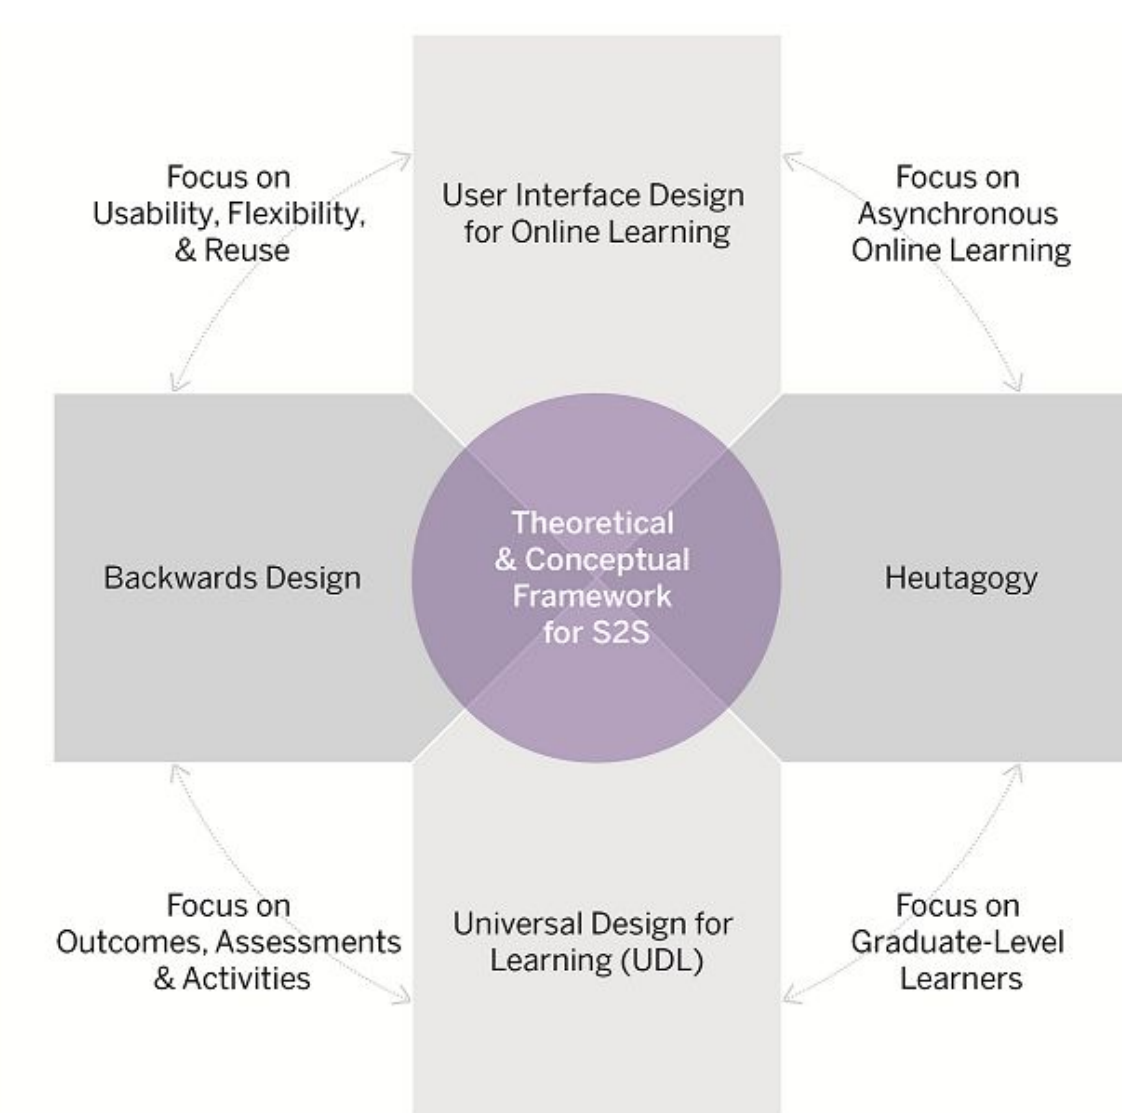 Focus on
Usability, Flexibility,
& Reuse
User Interface Design
for Online Learning
Focus on
Asynchronous
Online Learning
Backwards Design
Theoretical
& Conceptual
Framework
for S2S
Heutagogy
Focus on
Outcomes, Assessments
& Activities
Universal Design for
Learning (UDL)
Focus on
Graduate-Level
Learners